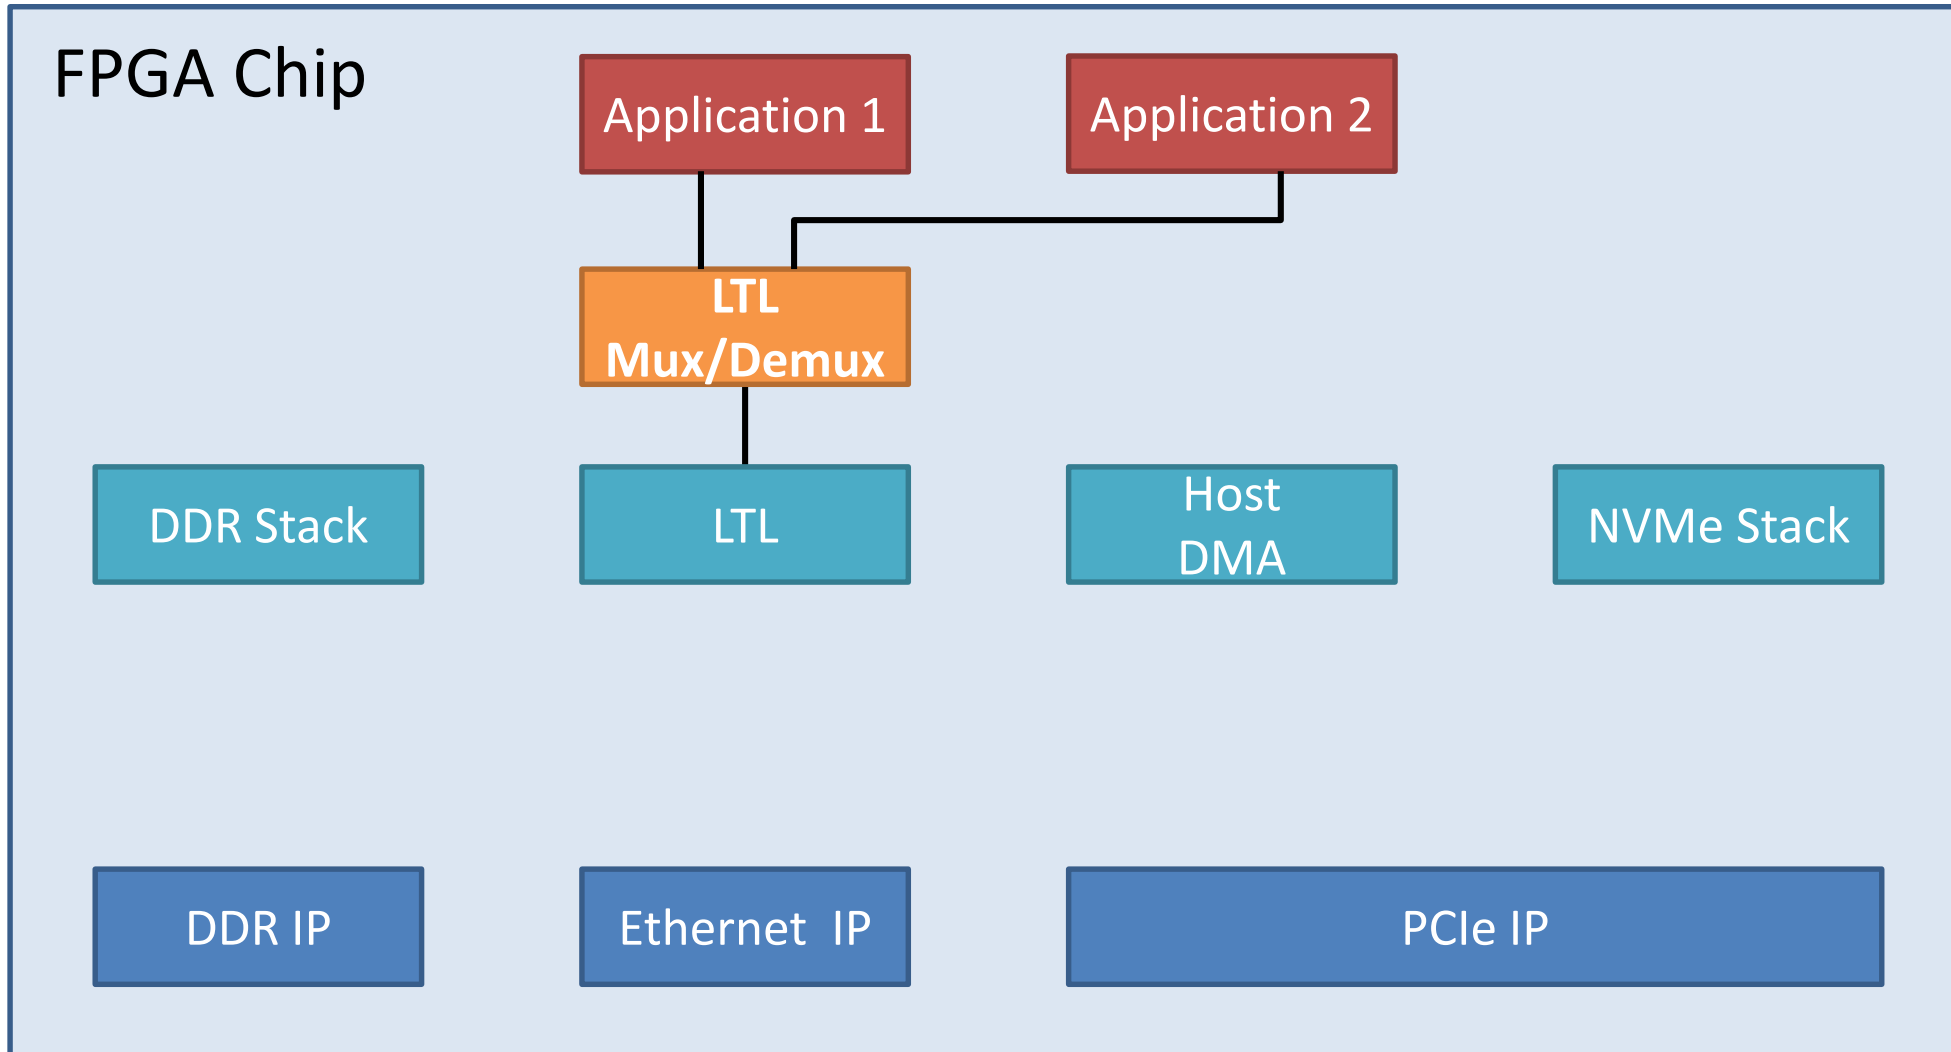 FPGA Chip
Application 1
Application 2
LTL
Mux/Demux
DDR Stack
LTL
Host
DMA
NVMe Stack
DDR IP
Ethernet  IP
PCIe IP